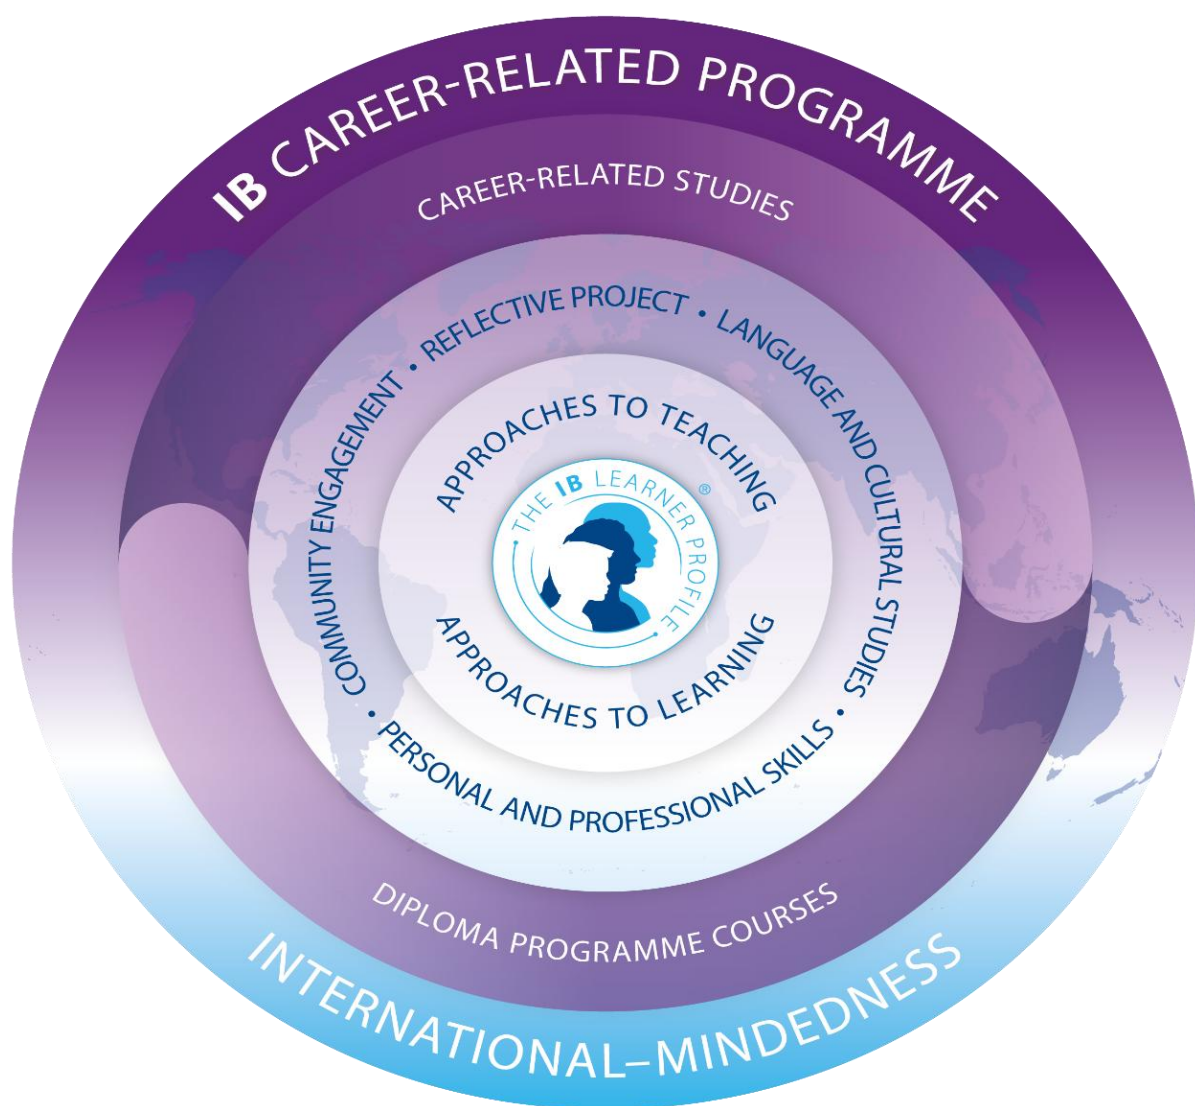 IB CAREER-RELATED PROGRAMME
CAREER-RELATED STUDIES
COMMUNITY ENGAGEMENT • REFLECTIVE PROJECT • LANGUAGE AND CULTURAL STUDIES •
• PERSONAL AND PROFESSIONAL SKILLS
APPROACHES TO TEACHING
THE IB LEARNER PROFILE
®
APPROACHES TO LEARNING
DIPLOMA PROGRAMME COURSES
INTERNATIONAL–MINDEDNESS